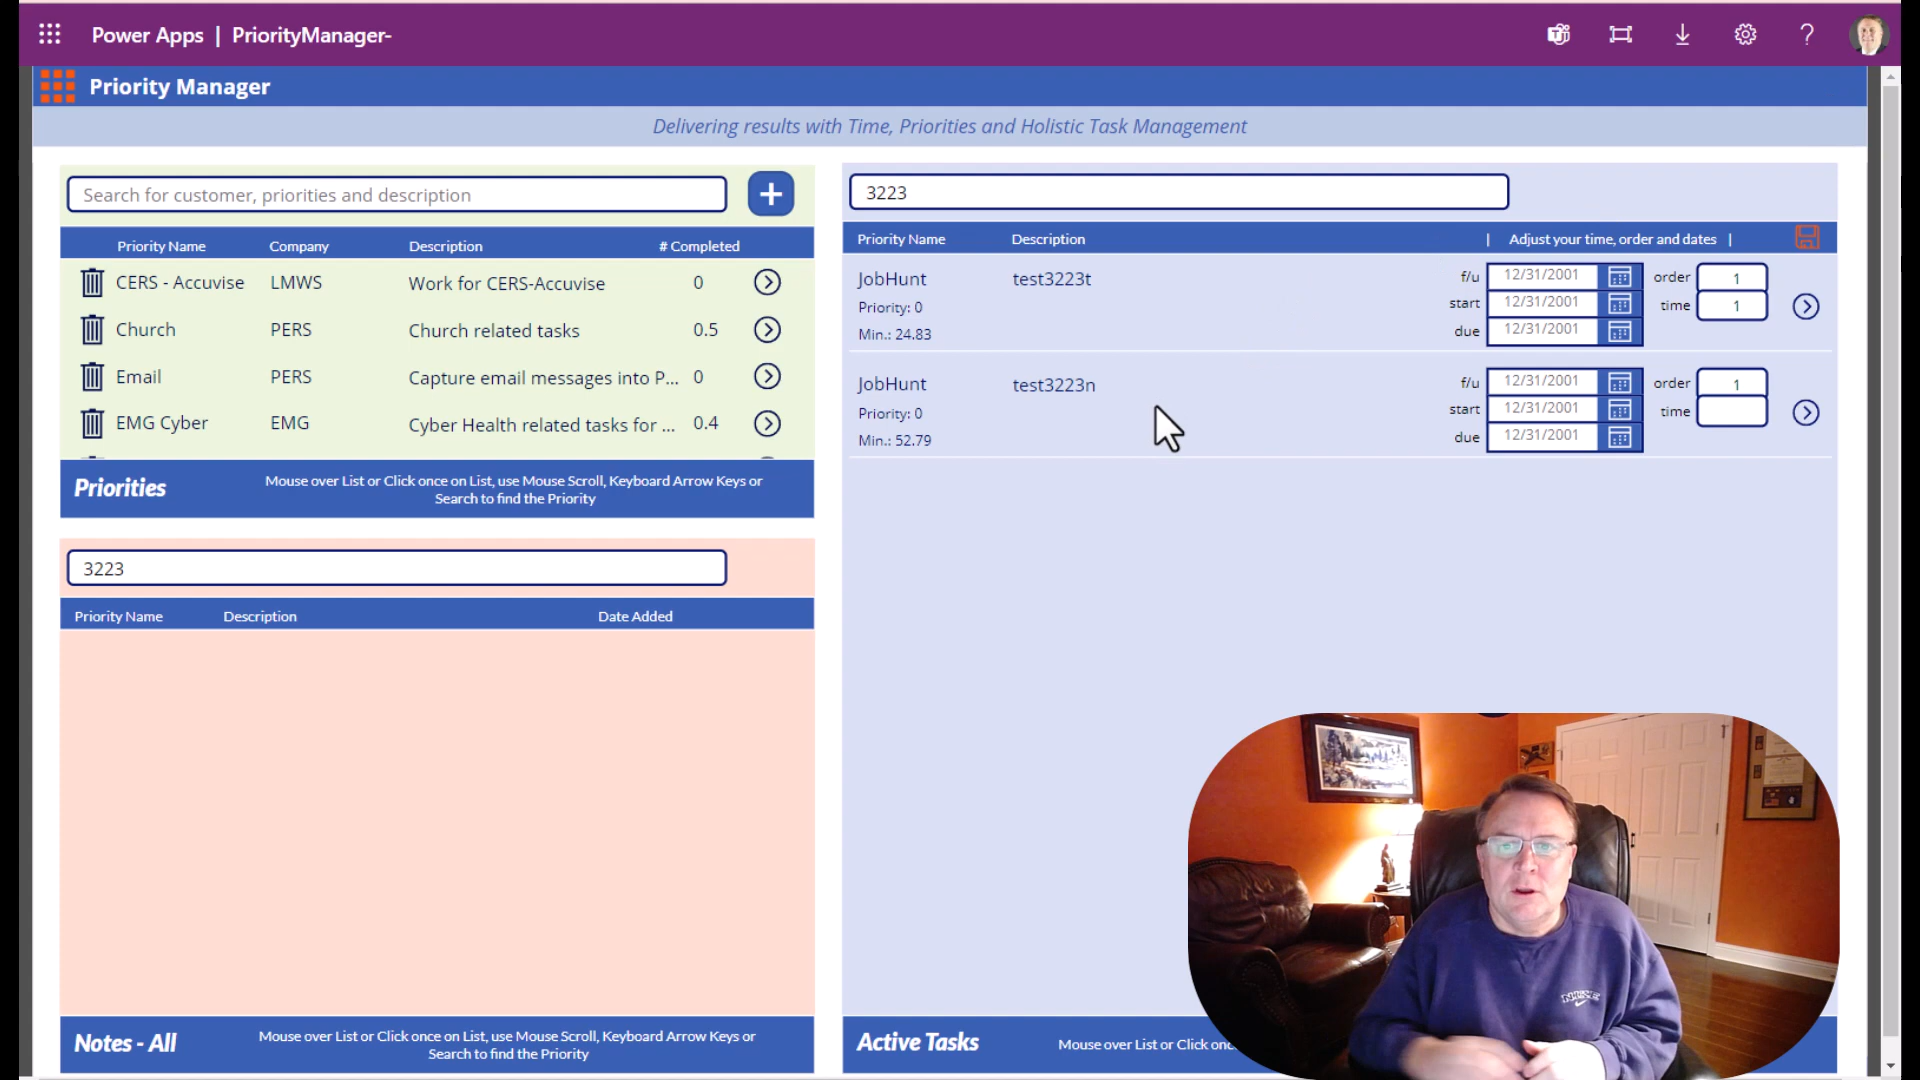 Power Apps | PriorityManager-
Priority Manager
Delivering results with Time, Priorities and Holistic Task Management
Search for customer, priorities and description
Priority Name Company Description # Completed
CERS - Accuvise LMWS Work for CERS-Accuvise 0
Church PERS Church related tasks 0.5
Email PERS Capture email messages into P... 0
EMG Cyber EMG Cyber Health related tasks for ... 0.4
Priorities
Mouse over List or Click once on List, use Mouse Scroll, Keyboard Arrow Keys or
Search to find the Priority
3223
Priority Name Description Date Added
Notes - All
Mouse over List or Click once on List, use Mouse Scroll, Keyboard Arrow Keys or
Search to find the Priority
3223
Priority Name Description | Adjust your time, order and dates |
JobHunt test3223t f/u 12/31/2001 order 1
Priority: 0 start 12/31/2001 time 1
Min.: 24.83 due 12/31/2001
JobHunt test3223n f/u 12/31/2001 order 1
Priority: 0 start 12/31/2001 time
Min.: 52.79 due 12/31/2001
Active Tasks
Mouse over List or Click onc
NIKE